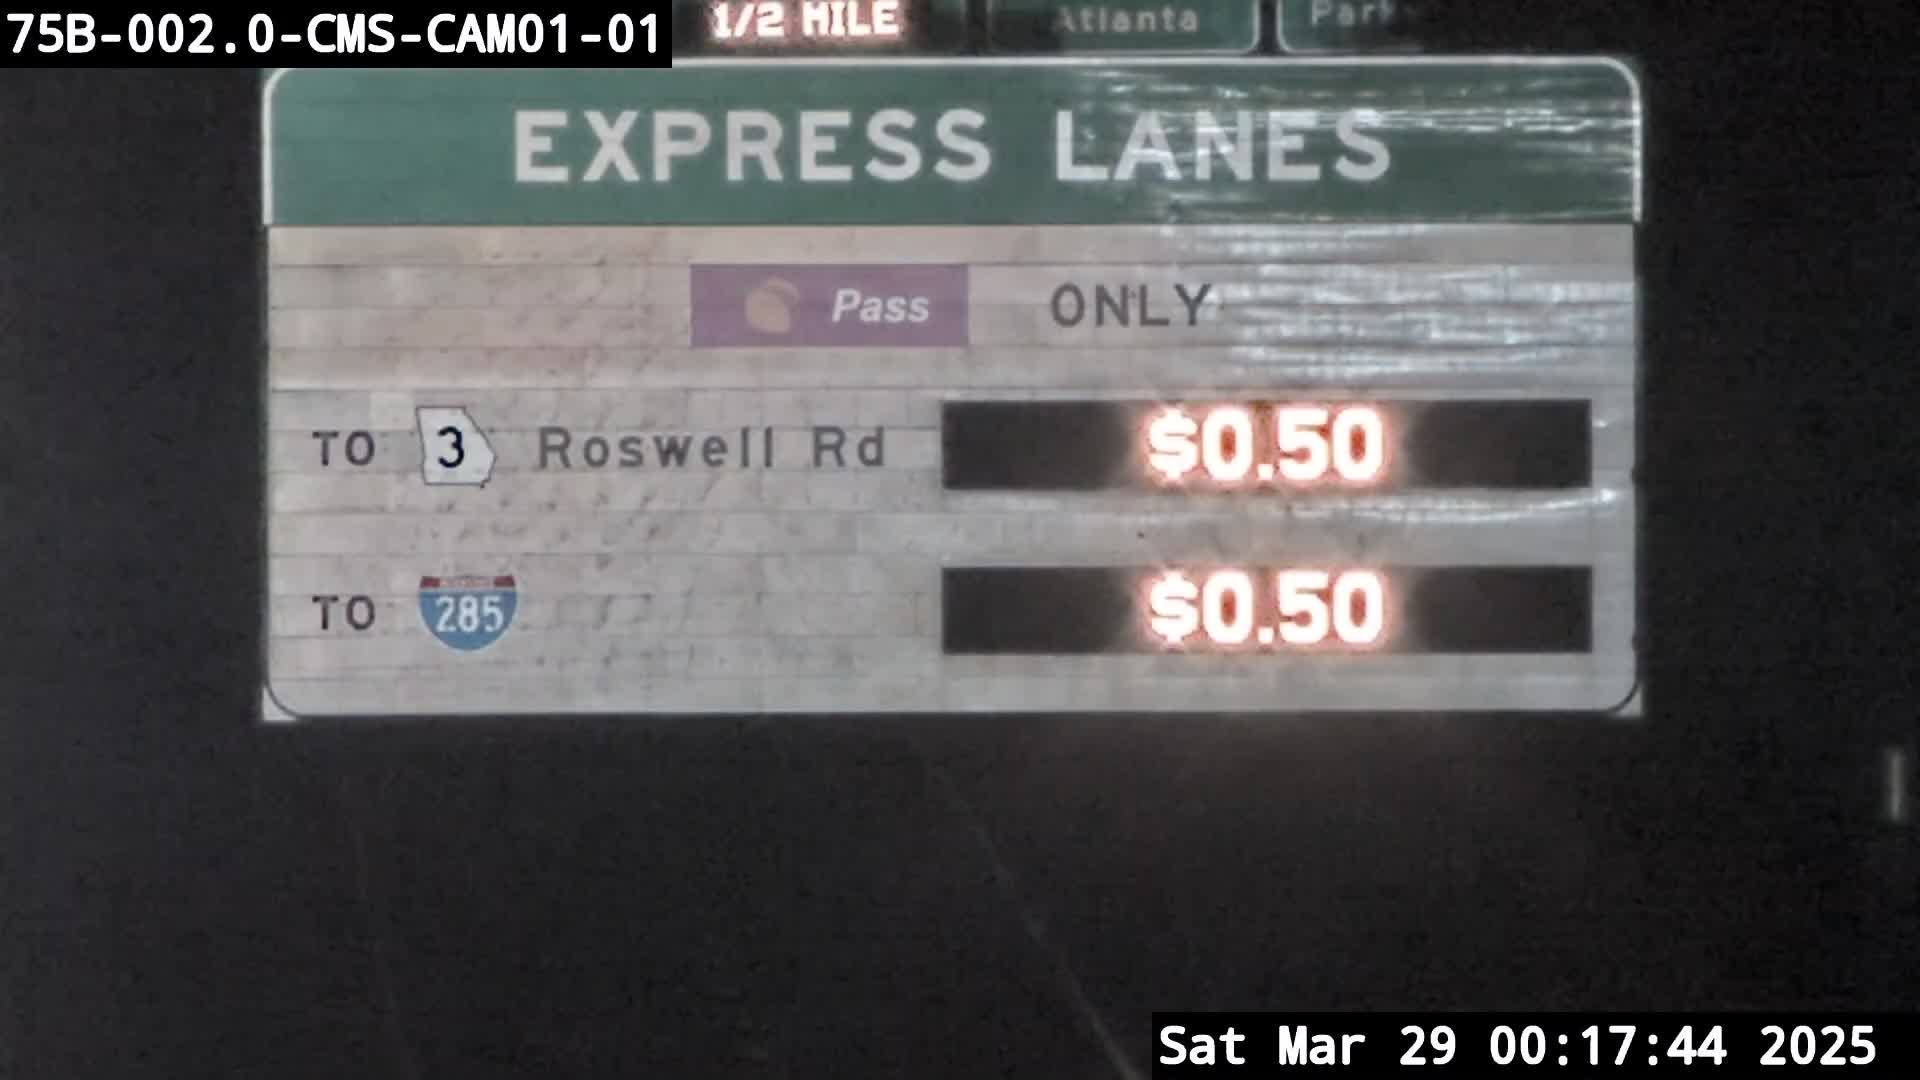 75B-002.0-CMS-CAM01-01
1/2 MILE
Atlanta
Park
EXPRESS LANES
Pass ONLY
TO 3 Roswell Rd $0.50
TO 285 $0.50
Sat Mar 29 00:17:44 2025